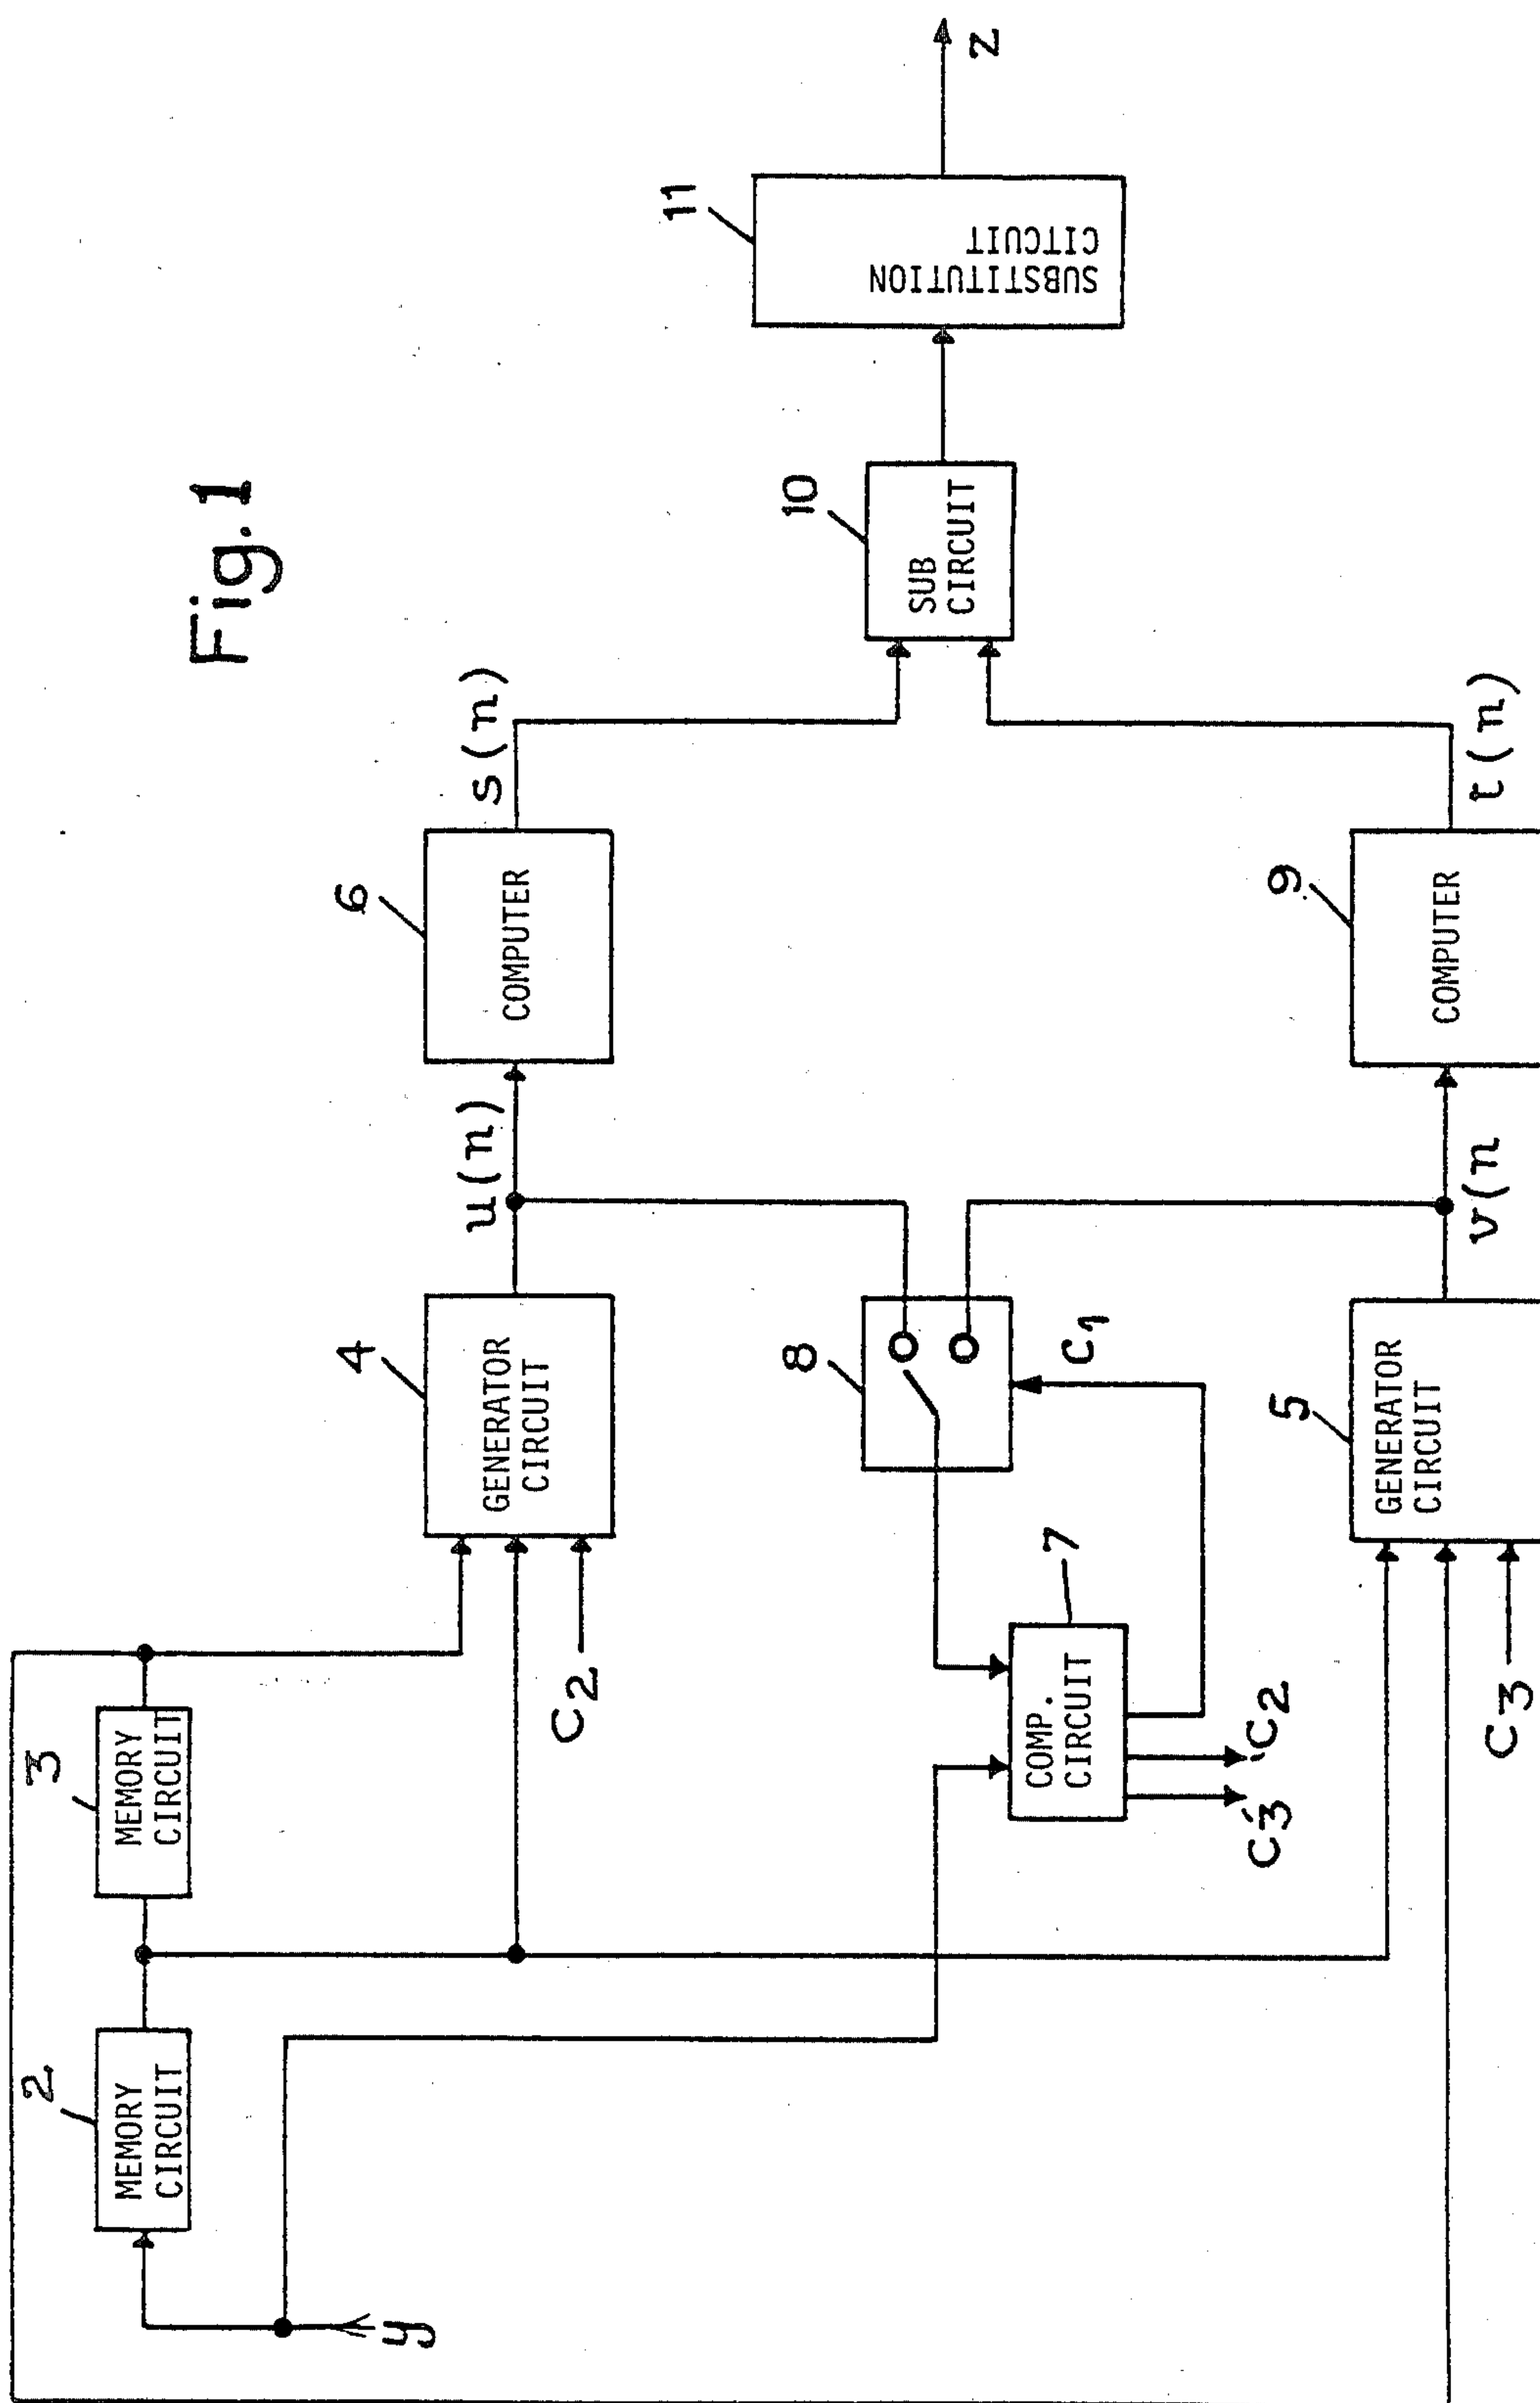 Fig.1
2
MEMORY
CIRCUIT
3
MEMORY
CIRCUIT
y
4
GENERATOR
CIRCUIT
C2
u(n)
6
COMPUTER
s(n)
7
COMP.
CIRCUIT
C3
C2
8
C1
10
SUB
CIRCUIT
11
SUBSTITUTION
CITCUIT
Z
5
GENERATOR
CIRCUIT
C3
v(n
9
COMPUTER
t(n)